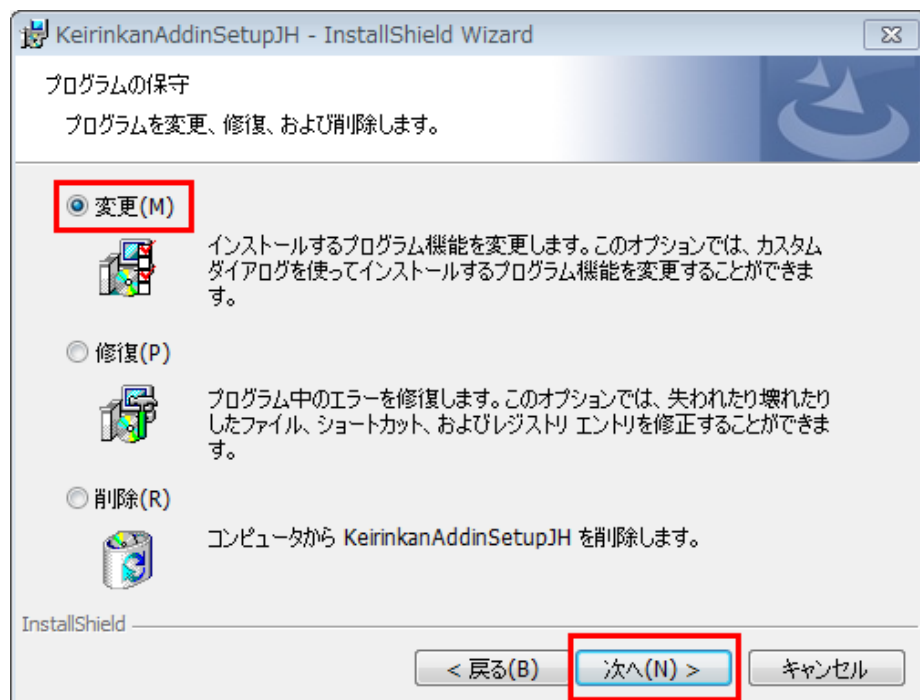 KeirinkanAddinSetupJH - InstallShield Wizard
プログラムの保守
プログラムを変更、修復、および削除します。
変更(M)
インストールするプログラム機能を変更します。このオプションでは、カスタム
ダイアログを使ってインストールするプログラム機能を変更することができま
す。
修復(P)
プログラム中のエラーを修復します。このオプションでは、失われたり壊れたり
したファイル、ショートカット、およびレジストリ エントリを修正することができま
す。
削除(R)
コンピュータから KeirinkanAddinSetupJH を削除します。
InstallShield
< 戻る(B)
次へ(N) >
キャンセル